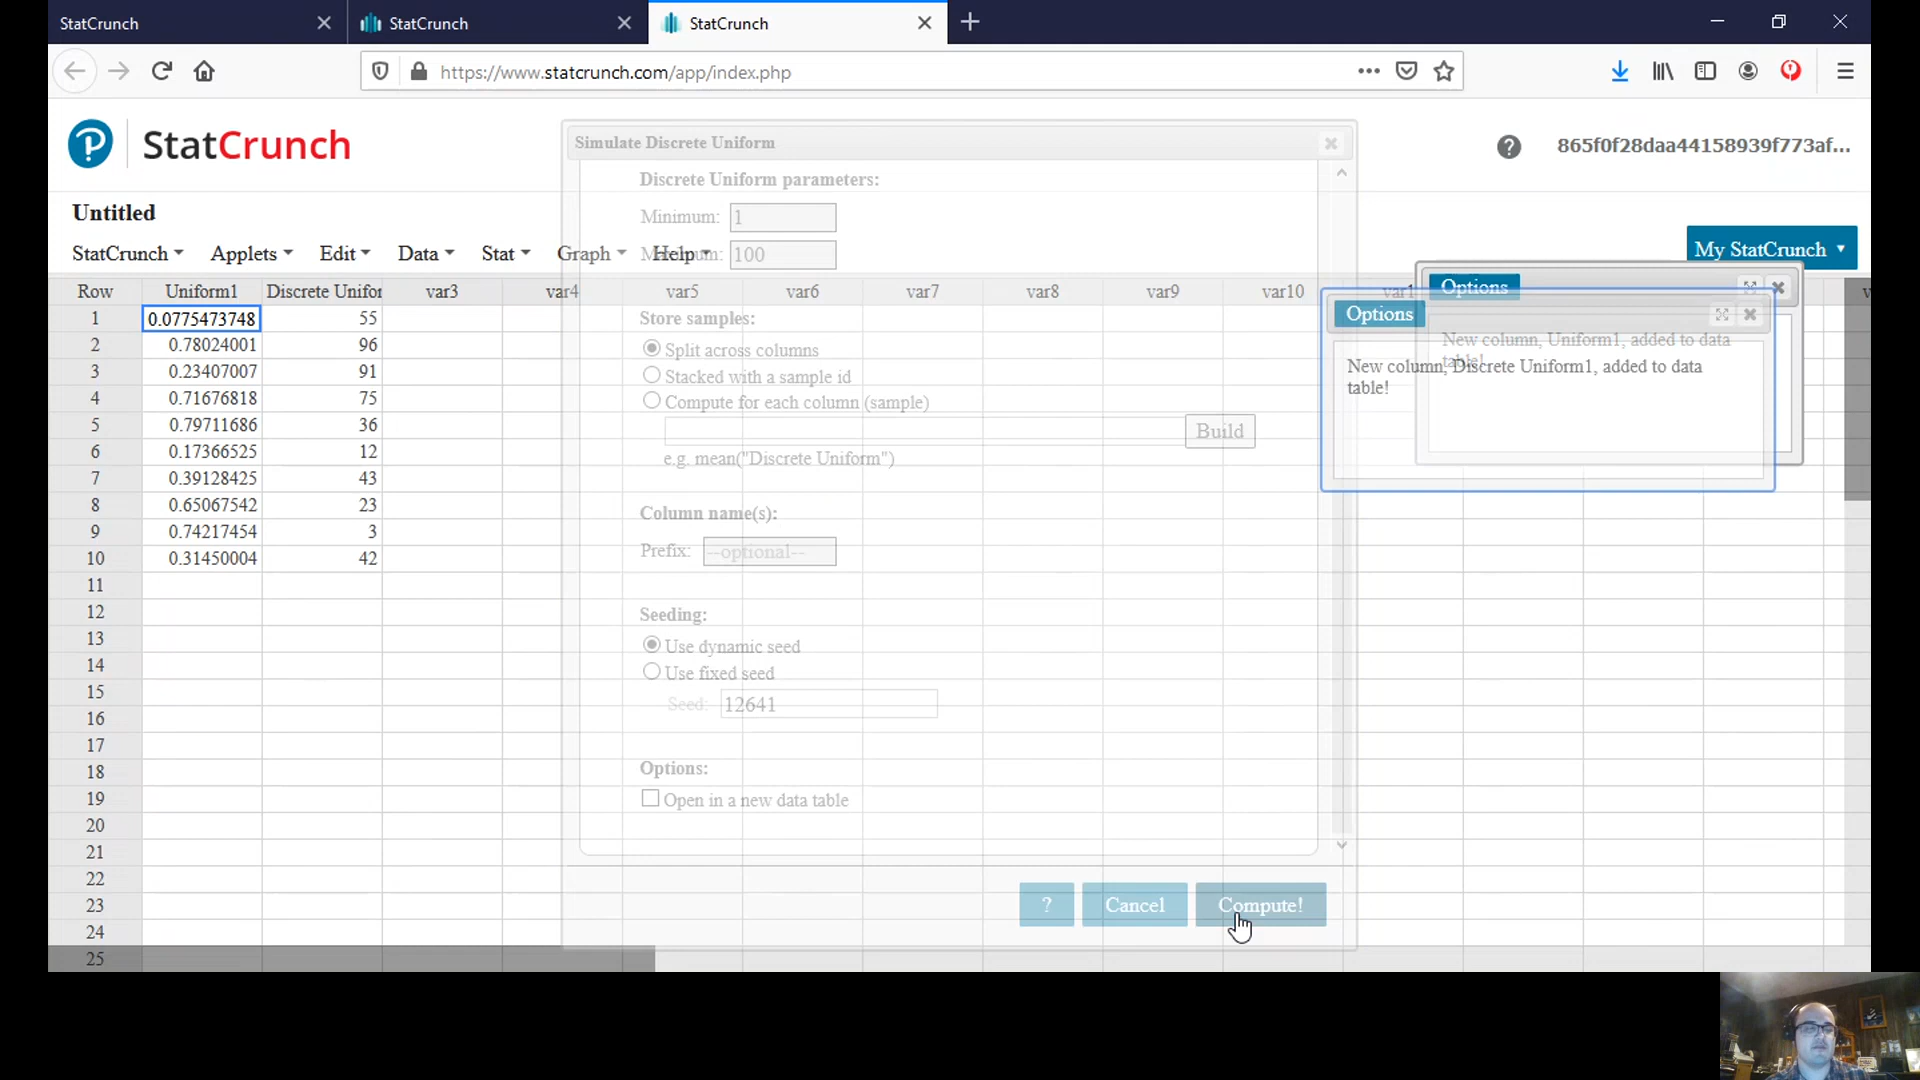 StatCrunch
StatCrunch
StatCrunch
https://www.statcrunch.com/app/index.php
StatCrunch
865f0f28daa44158939f773af...
Untitled
StatCrunch Applets Edit Data Stat Graph Help
My StatCrunch
Simulate Discrete Uniform
Discrete Uniform parameters:
Minimum: 1
100
Row Uniform1 Discrete Unifor var3 var4 var5 var6 var7 var8 var9 var10
1 0.0775473748 55
2 0.78024001 96
3 0.23407007 91
4 0.71676818 75
5 0.79711686 36
6 0.17366525 12
7 0.39128425 43
8 0.65067542 23
9 0.74217454 3
10 0.31450004 42
11
12
13
14
15
16
17
18
19
20
21
22
23
24
25
Store samples:
Split across columns
Stacked with a sample id
Compute for each column (sample)
Build
e.g. mean("Discrete Uniform")
Column name(s):
Prefix: --optional--
Seeding:
Use dynamic seed
Use fixed seed
Seed: 12641
Options:
Open in a new data table
? Cancel Compute!
Options
New column, Uniform1, added to data
table!
Options
New column, Discrete Uniform1, added to data
table!